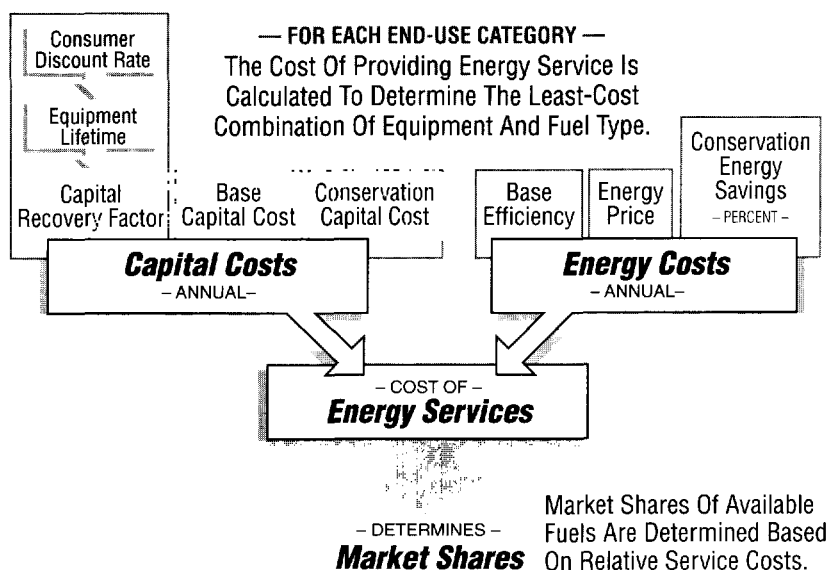 — FOR EACH END-USE CATEGORY —
The Cost Of Providing Energy Service Is
Calculated To Determine The Least-Cost
Combination Of Equipment And Fuel Type.
Consumer
Discount Rate
Equipment
Lifetime
Capital
Recovery Factor
Base
Capital Cost
Conservation
Capital Cost
Base
Efficiency
Energy
Price
Conservation
Energy
Savings
– PERCENT –
Capital Costs
– ANNUAL –
Energy Costs
– ANNUAL –
– COST OF –
Energy Services
– DETERMINES –
Market Shares
Market Shares Of Available
Fuels Are Determined Based
On Relative Service Costs.